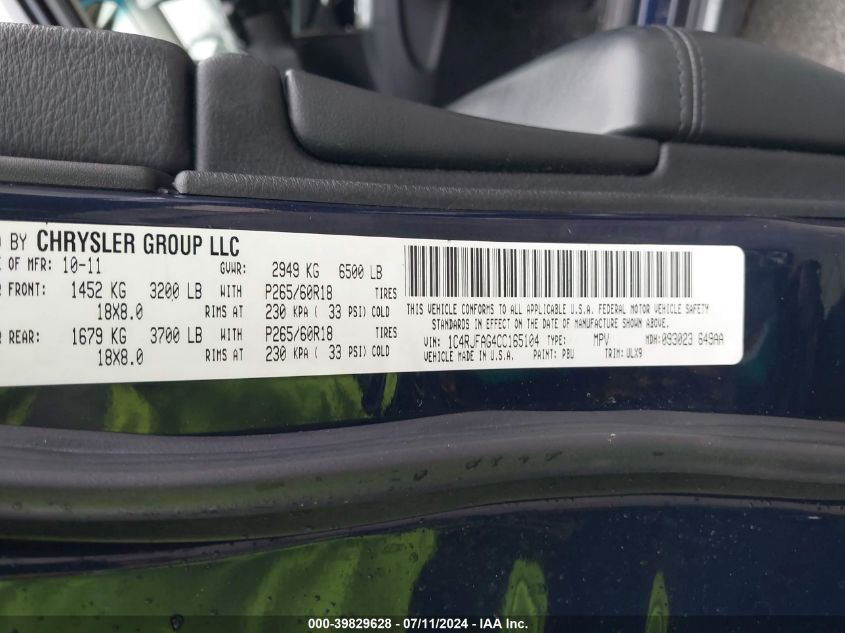 BY CHRYSLER GROUP LLC
OF MFR: 10-11 GVWR: 2949 KG 6500 LB
FRONT: 1452 KG 3200 LB WITH P265/60R18 TIRES
18X8.0 RIMS AT 230 KPA ( 33 PSI) COLD
REAR: 1679 KG 3700 LB WITH P265/60R18 TIRES
18X8.0 RIMS AT 230 KPA ( 33 PSI) COLD
THIS VEHICLE CONFORMS TO ALL APPLICABLE U.S.A. FEDERAL MOTOR VEHICLE SAFETY
STANDARDS IN EFFECT ON THE DATE OF MANUFACTURE SHOWN ABOVE.
VIN: 1C4RJFAG4CC165104 TYPE: MPV MDH: 093023 649AA
VEHICLE MADE IN U.S.A. PAINT: PBU TRIM: ULX9
000-39829628 - 07/11/2024 - IAA Inc.